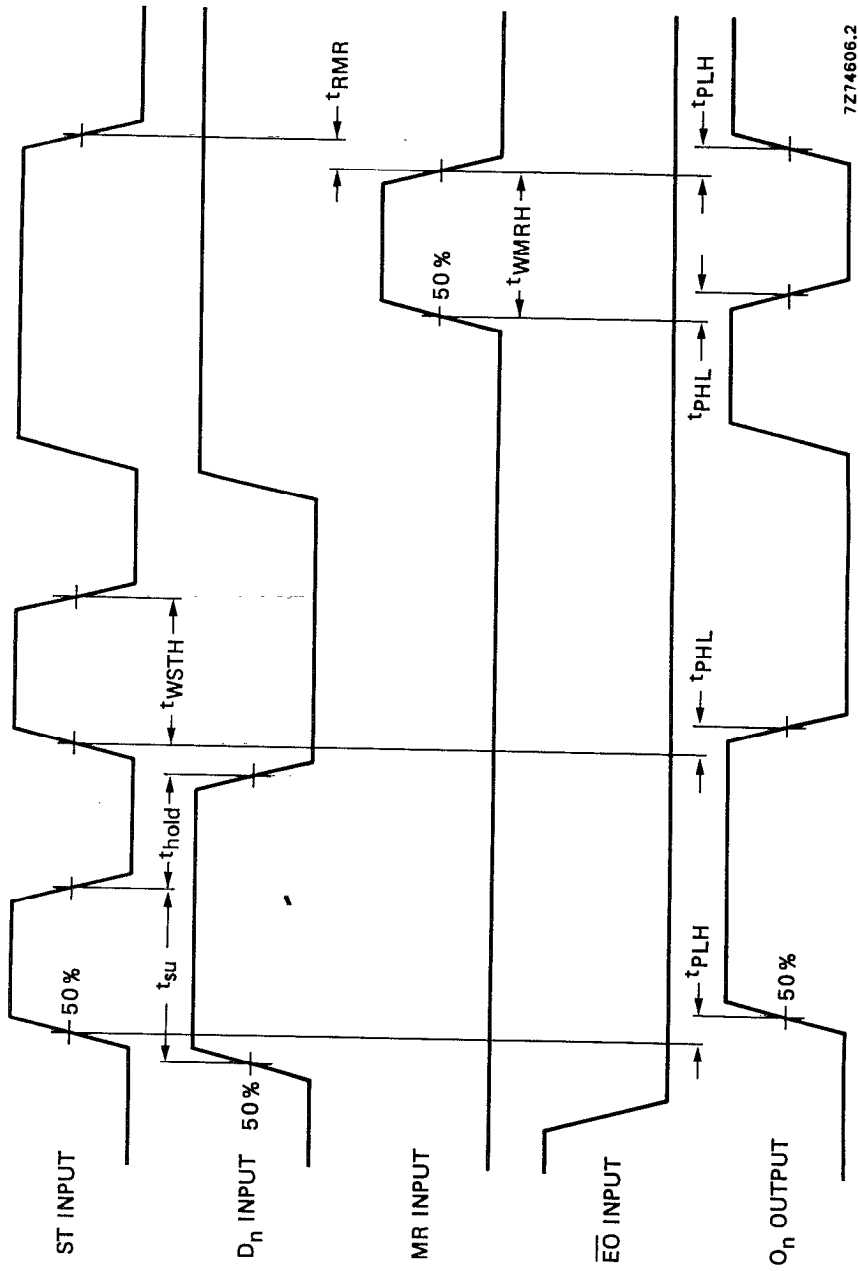 ST INPUT
50%
tsu
thold
tWSTH
Dn INPUT
50%
tRMR
MR INPUT
50%
tWMRH
EO INPUT
tPLH
tPHL
tPHL
tPLH
On OUTPUT
50%
7Z74606.2